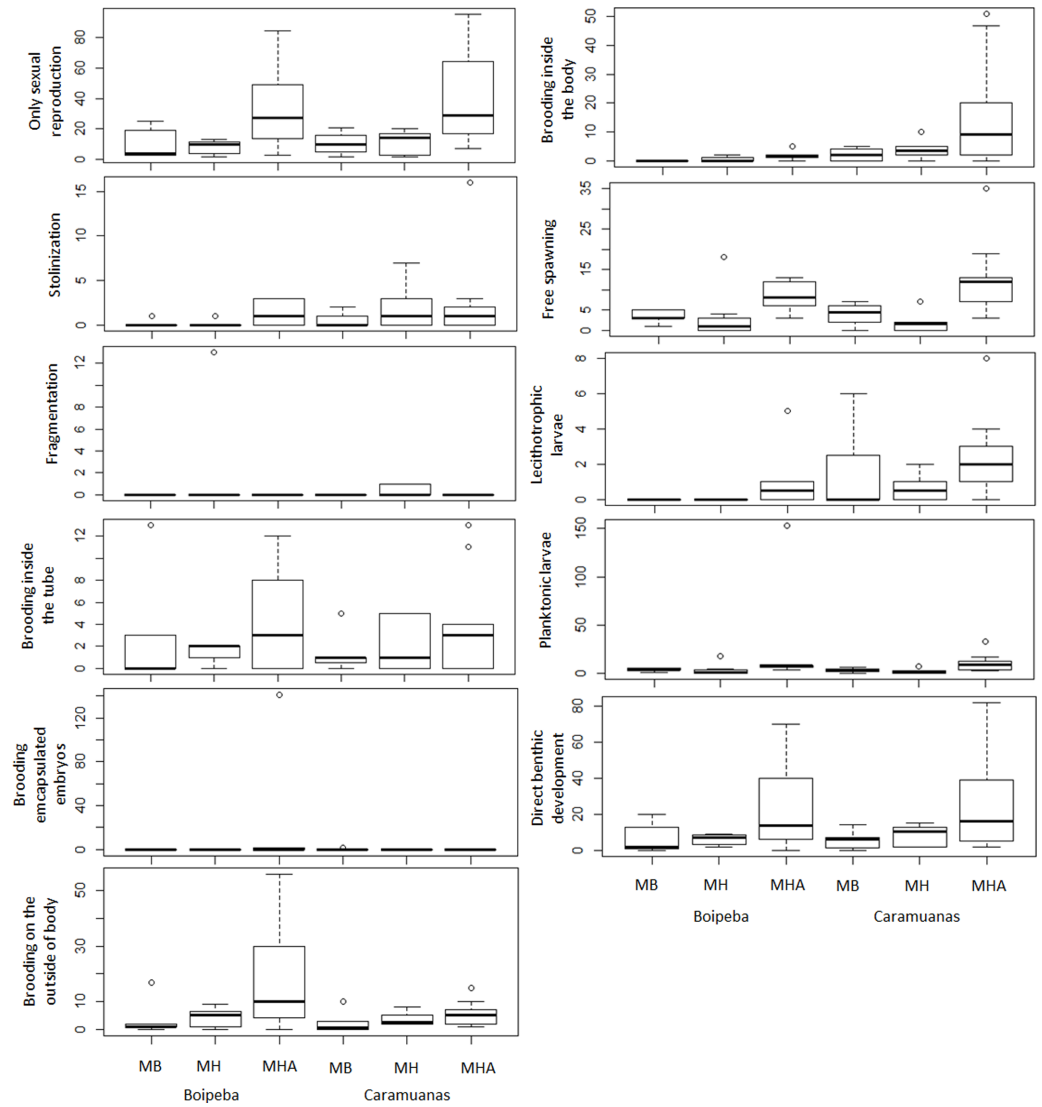 Only sexual
reproduction
0 20 40 60 80
Stolinization
0 5 10 15
Fragmentation
0 2 4 6 8 12
Brooding inside
the tube
0 2 4 6 8 12
Brooding
emcapsulated
embryos
0 40 80 120
Brooding on the
outside of body
0 10 30 50
MB MH MHA MB MH MHA
Boipeba Caramuanas
Brooding inside
the body
0 10 20 30 40 50
Free spawning
0 5 15 25 35
Lecithotrophic
larvae
0 2 4 6 8
Planktonic larvae
0 50 100 150
Direct benthic
development
0 20 40 60 80
MB MH MHA MB MH MHA
Boipeba Caramuanas